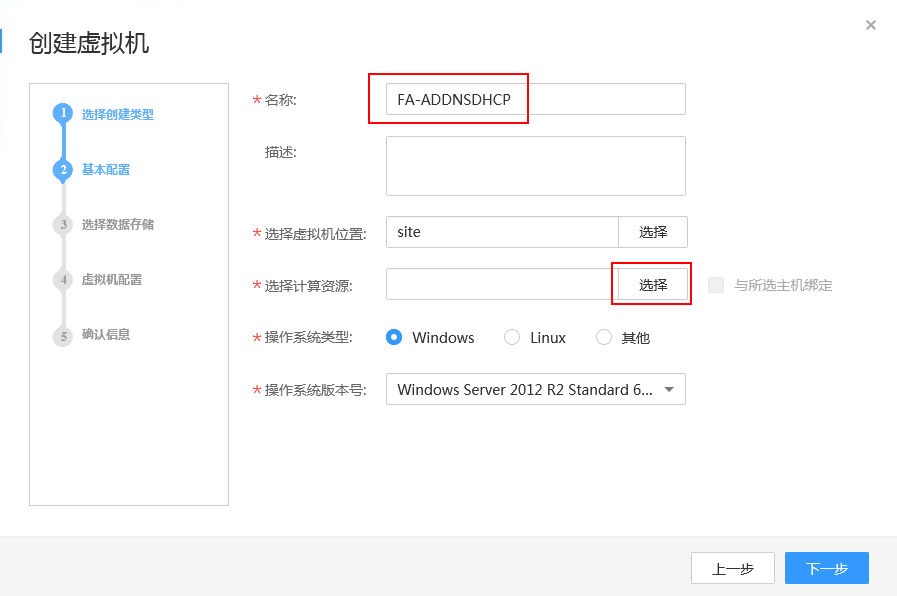 创建虚拟机
1 选择创建类型
2 基本配置
3 选择数据存储
4 虚拟机配置
5 确认信息
* 名称: FA-ADDNSDHCP
描述:
* 选择虚拟机位置: site 选择
* 选择计算资源: 选择 与所选主机绑定
* 操作系统类型: Windows Linux 其他
* 操作系统版本号: Windows Server 2012 R2 Standard 6...
上一步 下一步